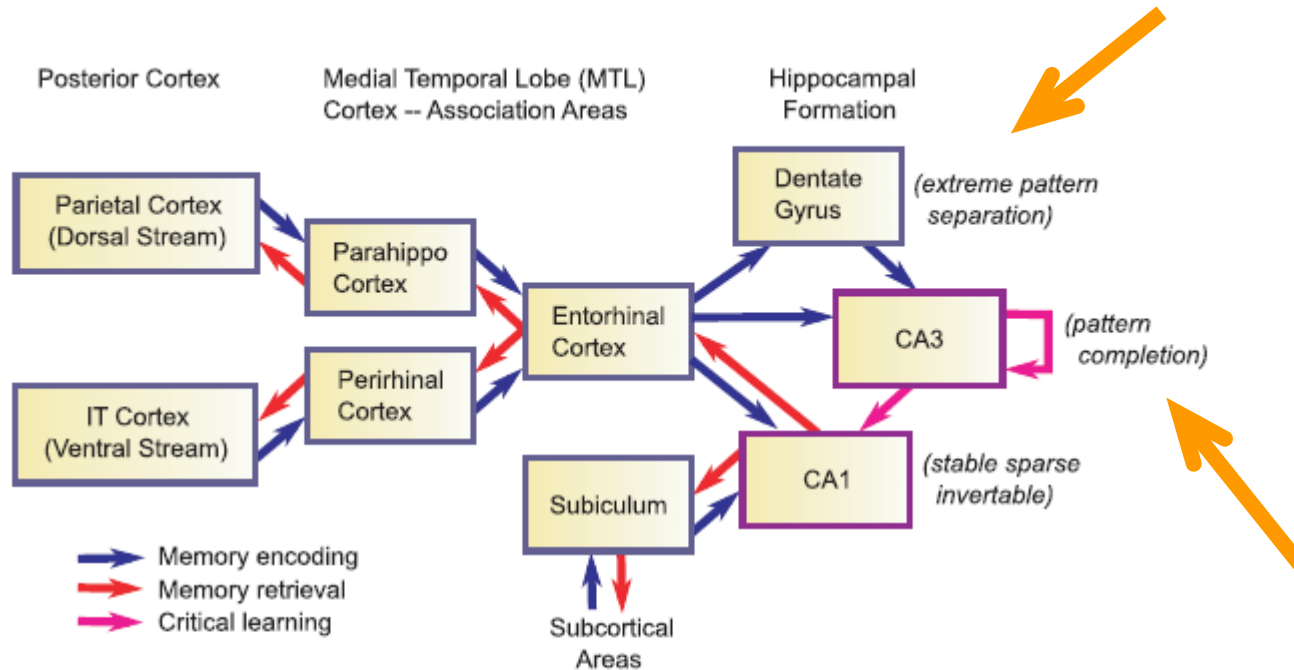 Posterior Cortex
Medial Temporal Lobe (MTL)
Cortex -- Association Areas
Hippocampal
Formation
Parietal Cortex
(Dorsal Stream)
Parahippo
Cortex
Dentate
Gyrus
(extreme pattern
separation)
Entorhinal
Cortex
CA3
(pattern
completion)
IT Cortex
(Ventral Stream)
Perirhinal
Cortex
Subiculum
CA1
(stable sparse
invertable)
Memory encoding
Memory retrieval
Critical learning
Subcortical
Areas